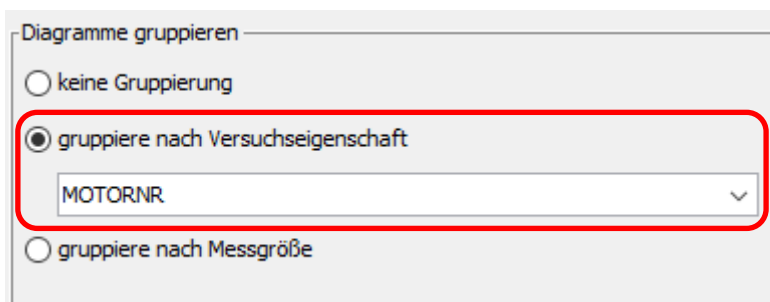 Diagramme gruppieren
keine Gruppierung
gruppiere nach Versuchseigenschaft
MOTORNR
gruppiere nach Messgröße